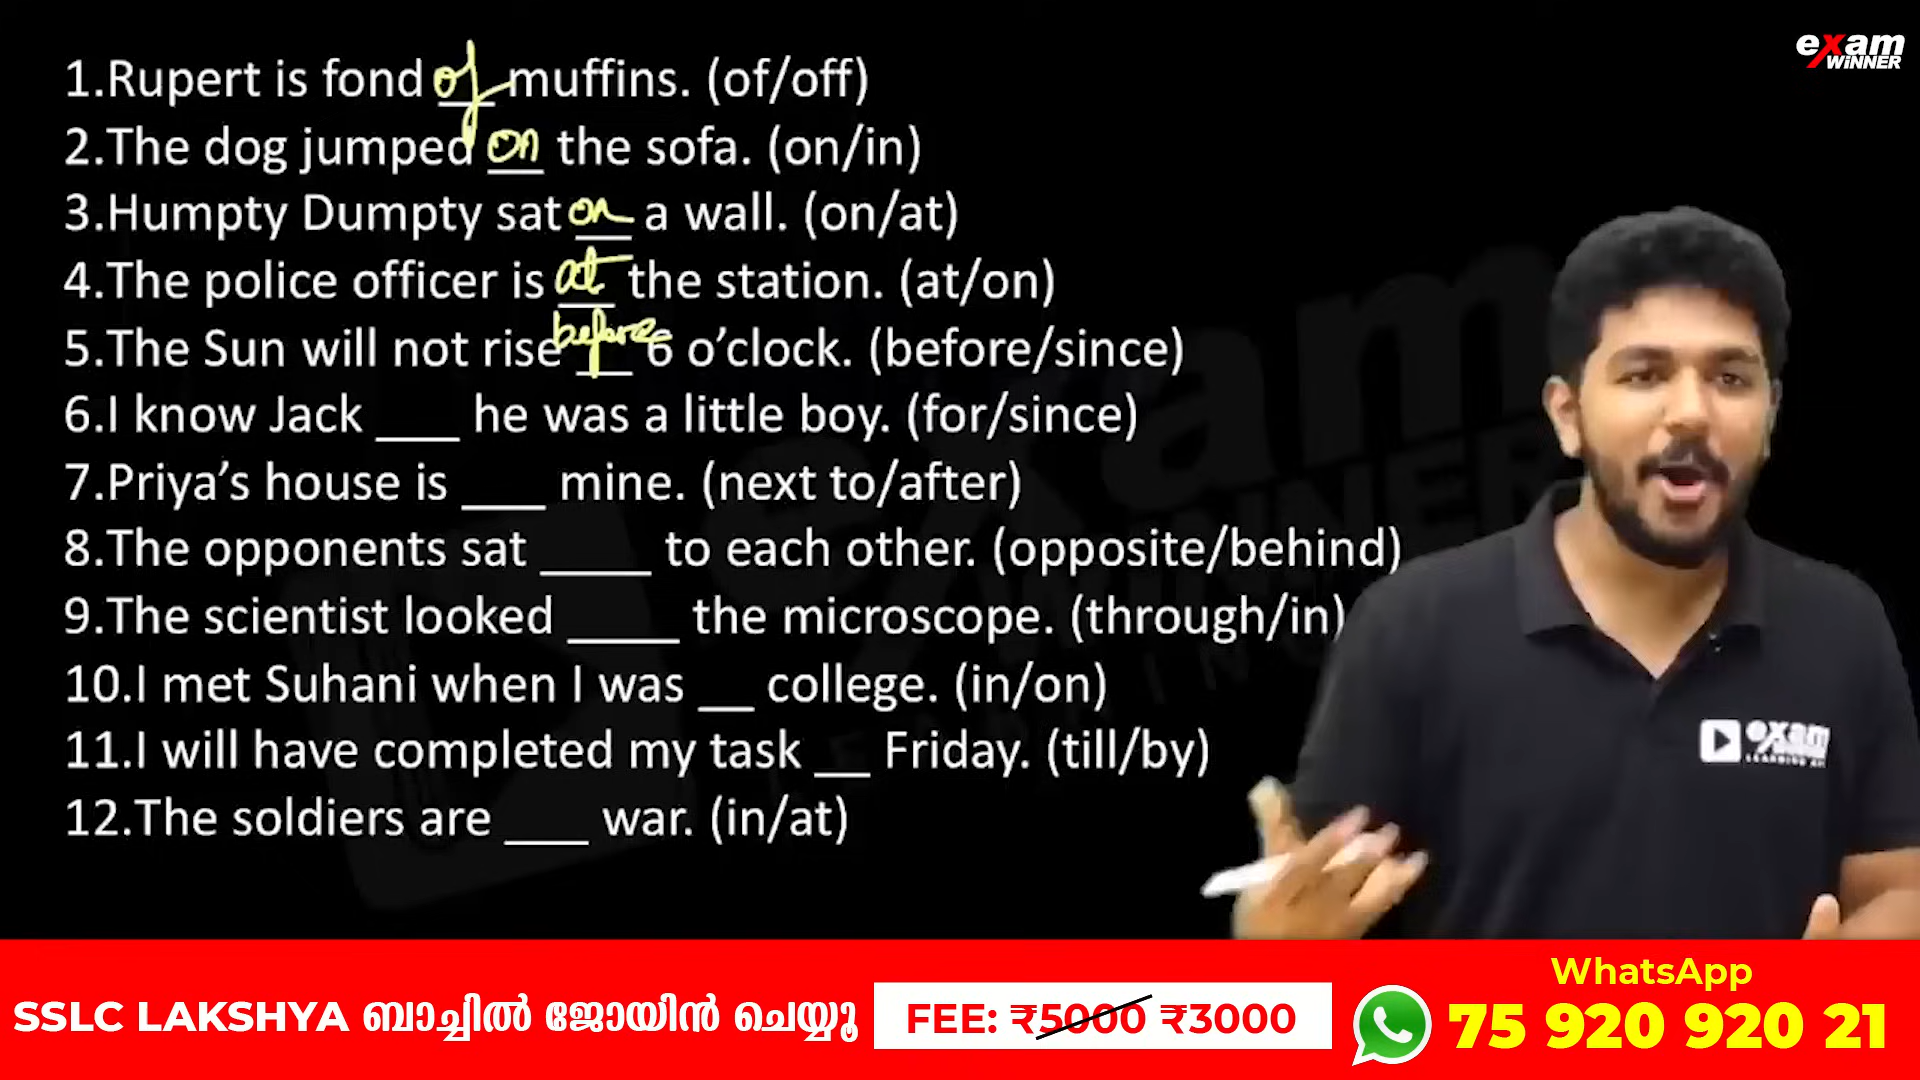 exam
WINNER
1.Rupert is fond of muffins. (of/off)
2.The dog jumped on the sofa. (on/in)
3.Humpty Dumpty sat on a wall. (on/at)
4.The police officer is at the station. (at/on)
5.The Sun will not rise before 6 o’clock. (before/since)
6.I know Jack ___ he was a little boy. (for/since)
7.Priya’s house is ___ mine. (next to/after)
8.The opponents sat ____ to each other. (opposite/behind)
9.The scientist looked ____ the microscope. (through/in)
10.I met Suhani when I was __ college. (in/on)
11.I will have completed my task __ Friday. (till/by)
12.The soldiers are ___ war. (in/at)
exam
WINNER
SSLC LAKSHYA ബാച്ചിൽ ജോയിൻ ചെയ്യൂ
FEE: ₹5000 ₹3000
WhatsApp
75 920 920 21